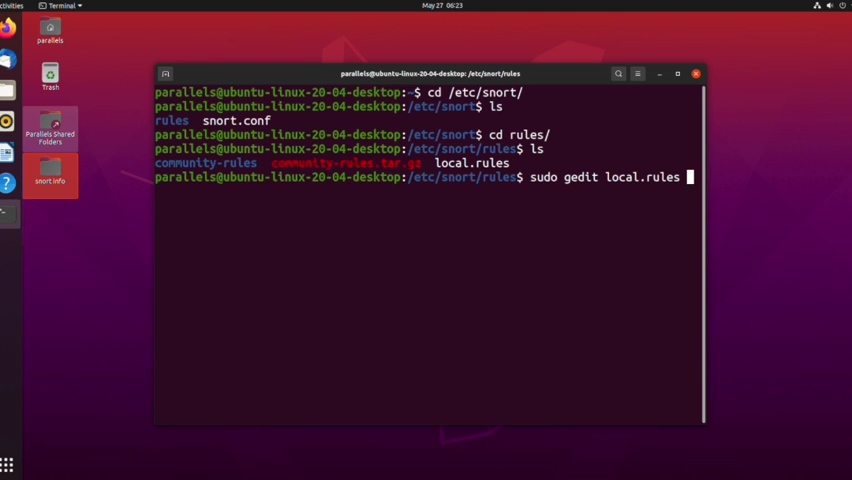 ctivities
Terminal
May 27 06:23
parallels
Trash
Parallels Shared
Folders
snort info
parallels@ubuntu-linux-20-04-desktop: /etc/snort/rules
parallels@ubuntu-linux-20-04-desktop:~$ cd /etc/snort/
parallels@ubuntu-linux-20-04-desktop:/etc/snort$ ls
rules snort.conf
parallels@ubuntu-linux-20-04-desktop:/etc/snort$ cd rules/
parallels@ubuntu-linux-20-04-desktop:/etc/snort/rules$ ls
community-rules community-rules.tar.gz local.rules
parallels@ubuntu-linux-20-04-desktop:/etc/snort/rules$ sudo gedit local.rules